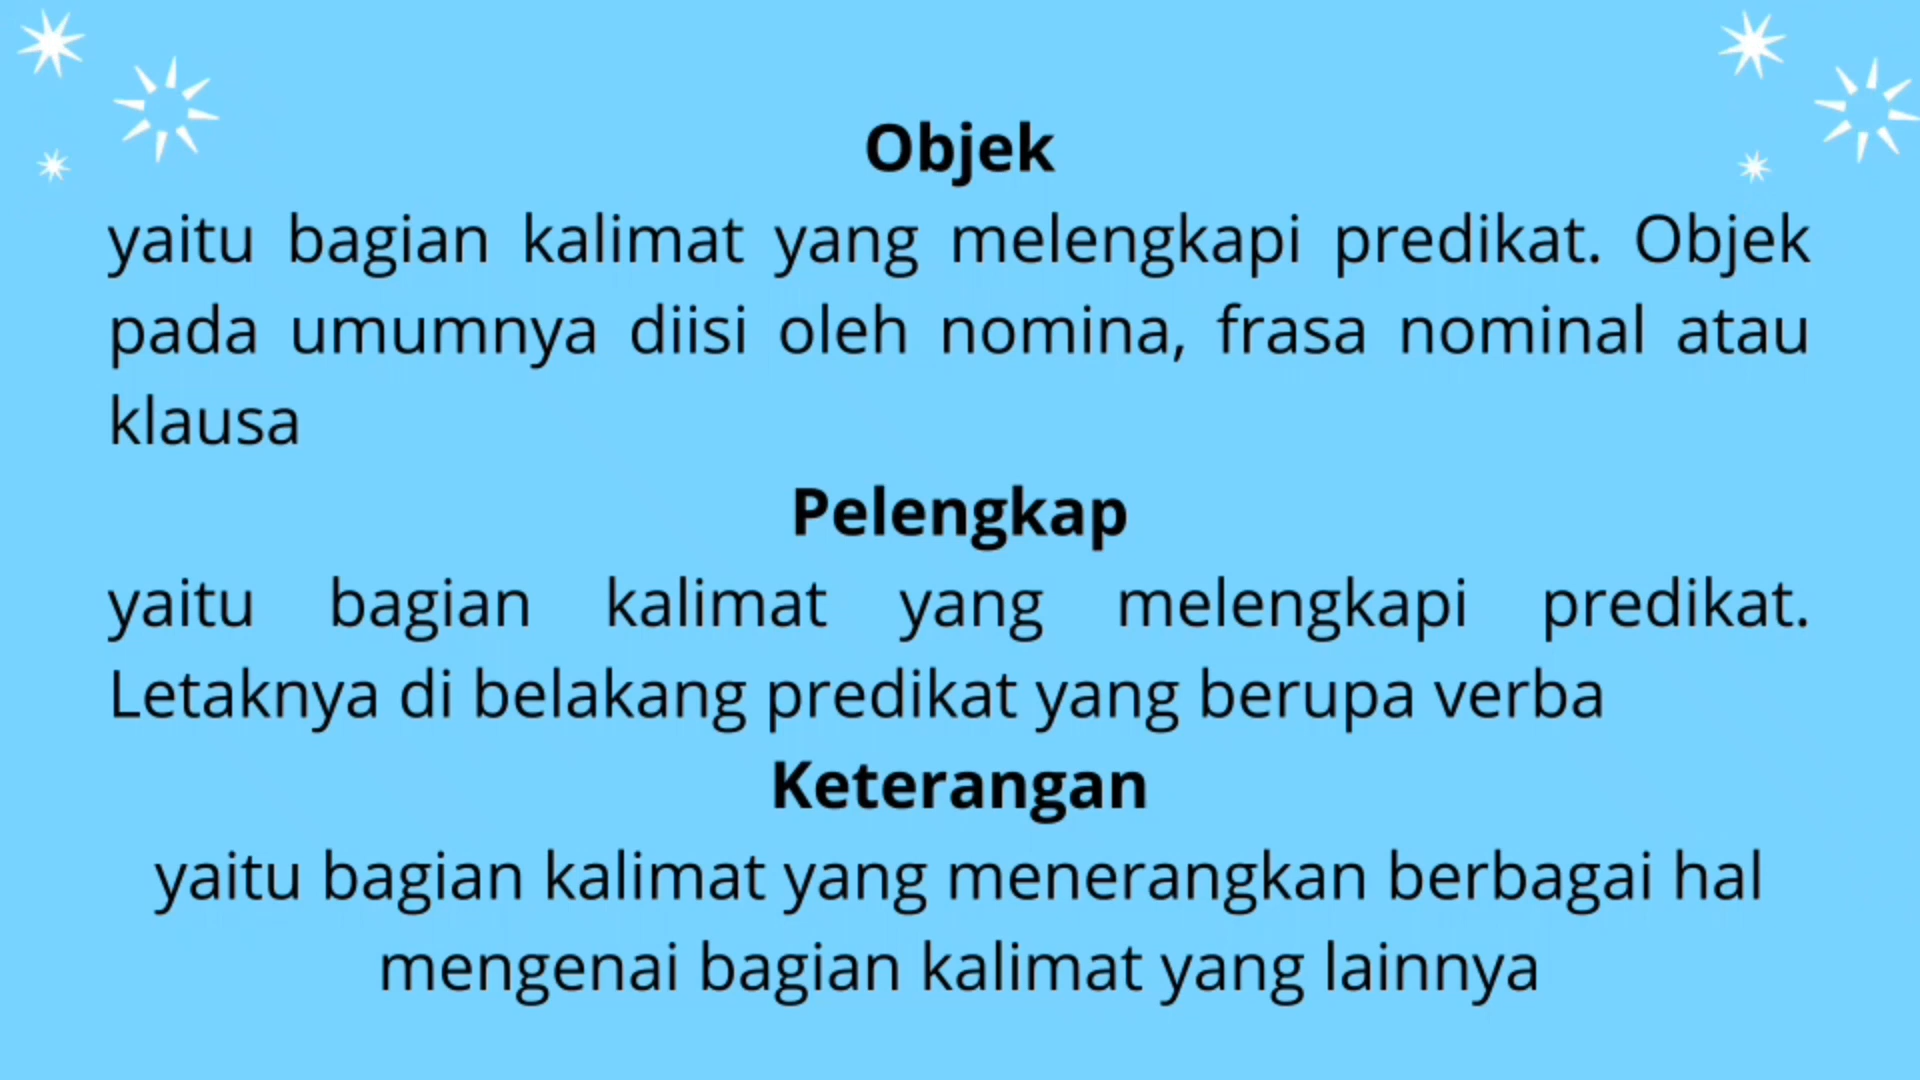 Objek
yaitu bagian kalimat yang melengkapi predikat. Objek
pada umumnya diisi oleh nomina, frasa nominal atau
klausa
Pelengkap
yaitu bagian kalimat yang melengkapi predikat.
Letaknya di belakang predikat yang berupa verba
Keterangan
yaitu bagian kalimat yang menerangkan berbagai hal
mengenai bagian kalimat yang lainnya